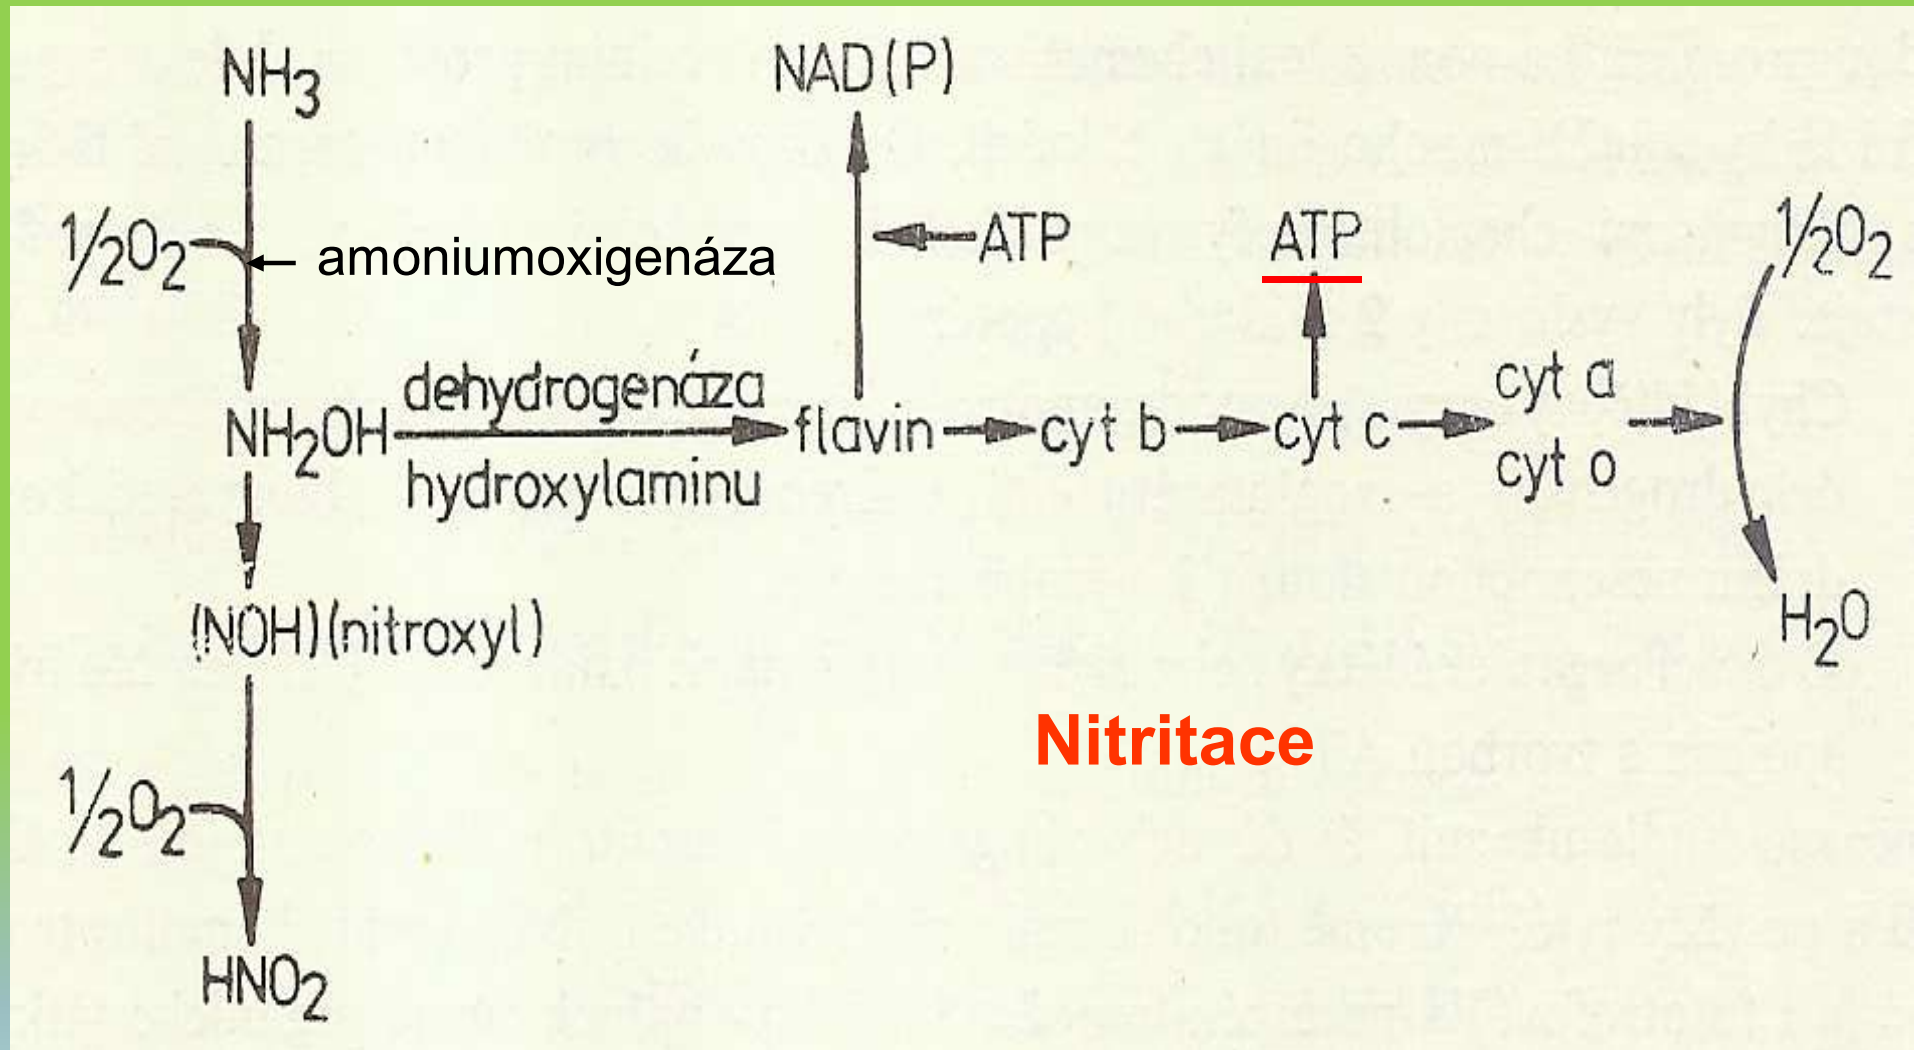 NH3
NAD(P)
½O2
amoniumoxigenáza
ATP
ATP
½O2
NH2OH
dehydrogenáza
hydroxylaminu
flavin
cyt b
cyt c
cyt a
cyt o
(NOH)(nitroxyl)
H2O
Nitritace
½O2
HNO2